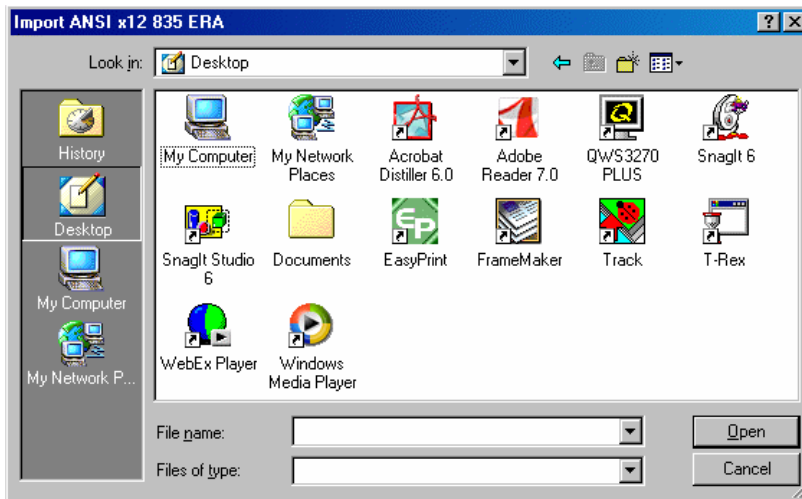 Import ANSI x12 835 ERA
Look in: Desktop
History
Desktop
My Computer
My Network P...
My Computer
My Network Places
Acrobat Distiller 6.0
Adobe Reader 7.0
QWS3270 PLUS
SnagIt 6
SnagIt Studio 6
Documents
EasyPrint
FrameMaker
Track
T-Rex
WebEx Player
Windows Media Player
File name:
Open
Files of type:
Cancel